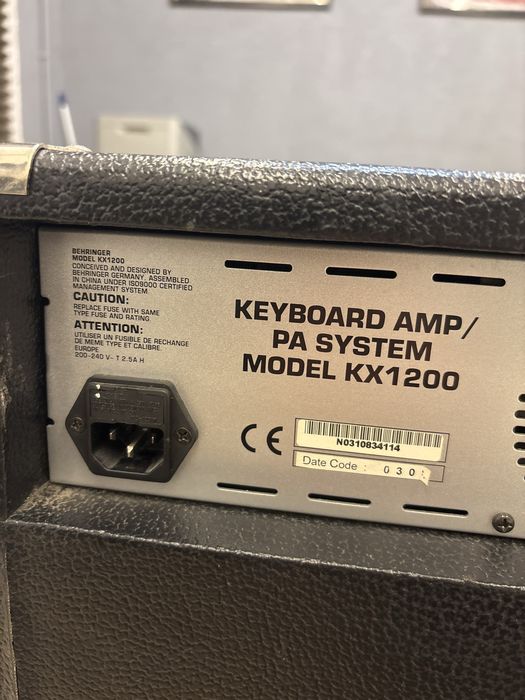 BEHRINGER
MODEL KX1200
CONCEIVED AND DESIGNED BY
BEHRINGER GERMANY. ASSEMBLED
IN CHINA UNDER ISO9000 CERTIFIED
MANAGEMENT SYSTEM.
CAUTION:
REPLACE FUSE WITH SAME
TYPE FUSE AND RATING.
ATTENTION:
UTILISER UN FUSIBLE DE RECHANGE
DE MEME TYPE ET CALIBRE.
EUROPE
200-240 V~ T 2.5A H
KEYBOARD AMP/
PA SYSTEM
MODEL KX1200
CE
N0310834114
Date Code : 030